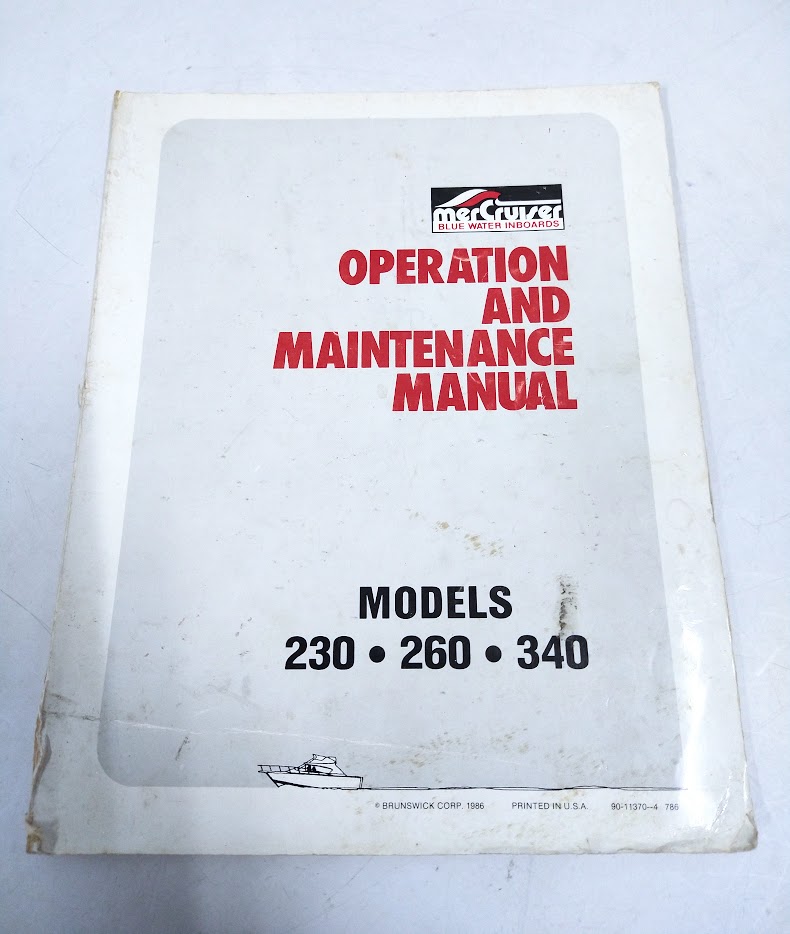 merCruiser
BLUE WATER INBOARDS
OPERATION
AND
MAINTENANCE
MANUAL
MODELS
230 • 260 • 340
© BRUNSWICK CORP. 1986 PRINTED IN U.S.A. 90-11370--4 786